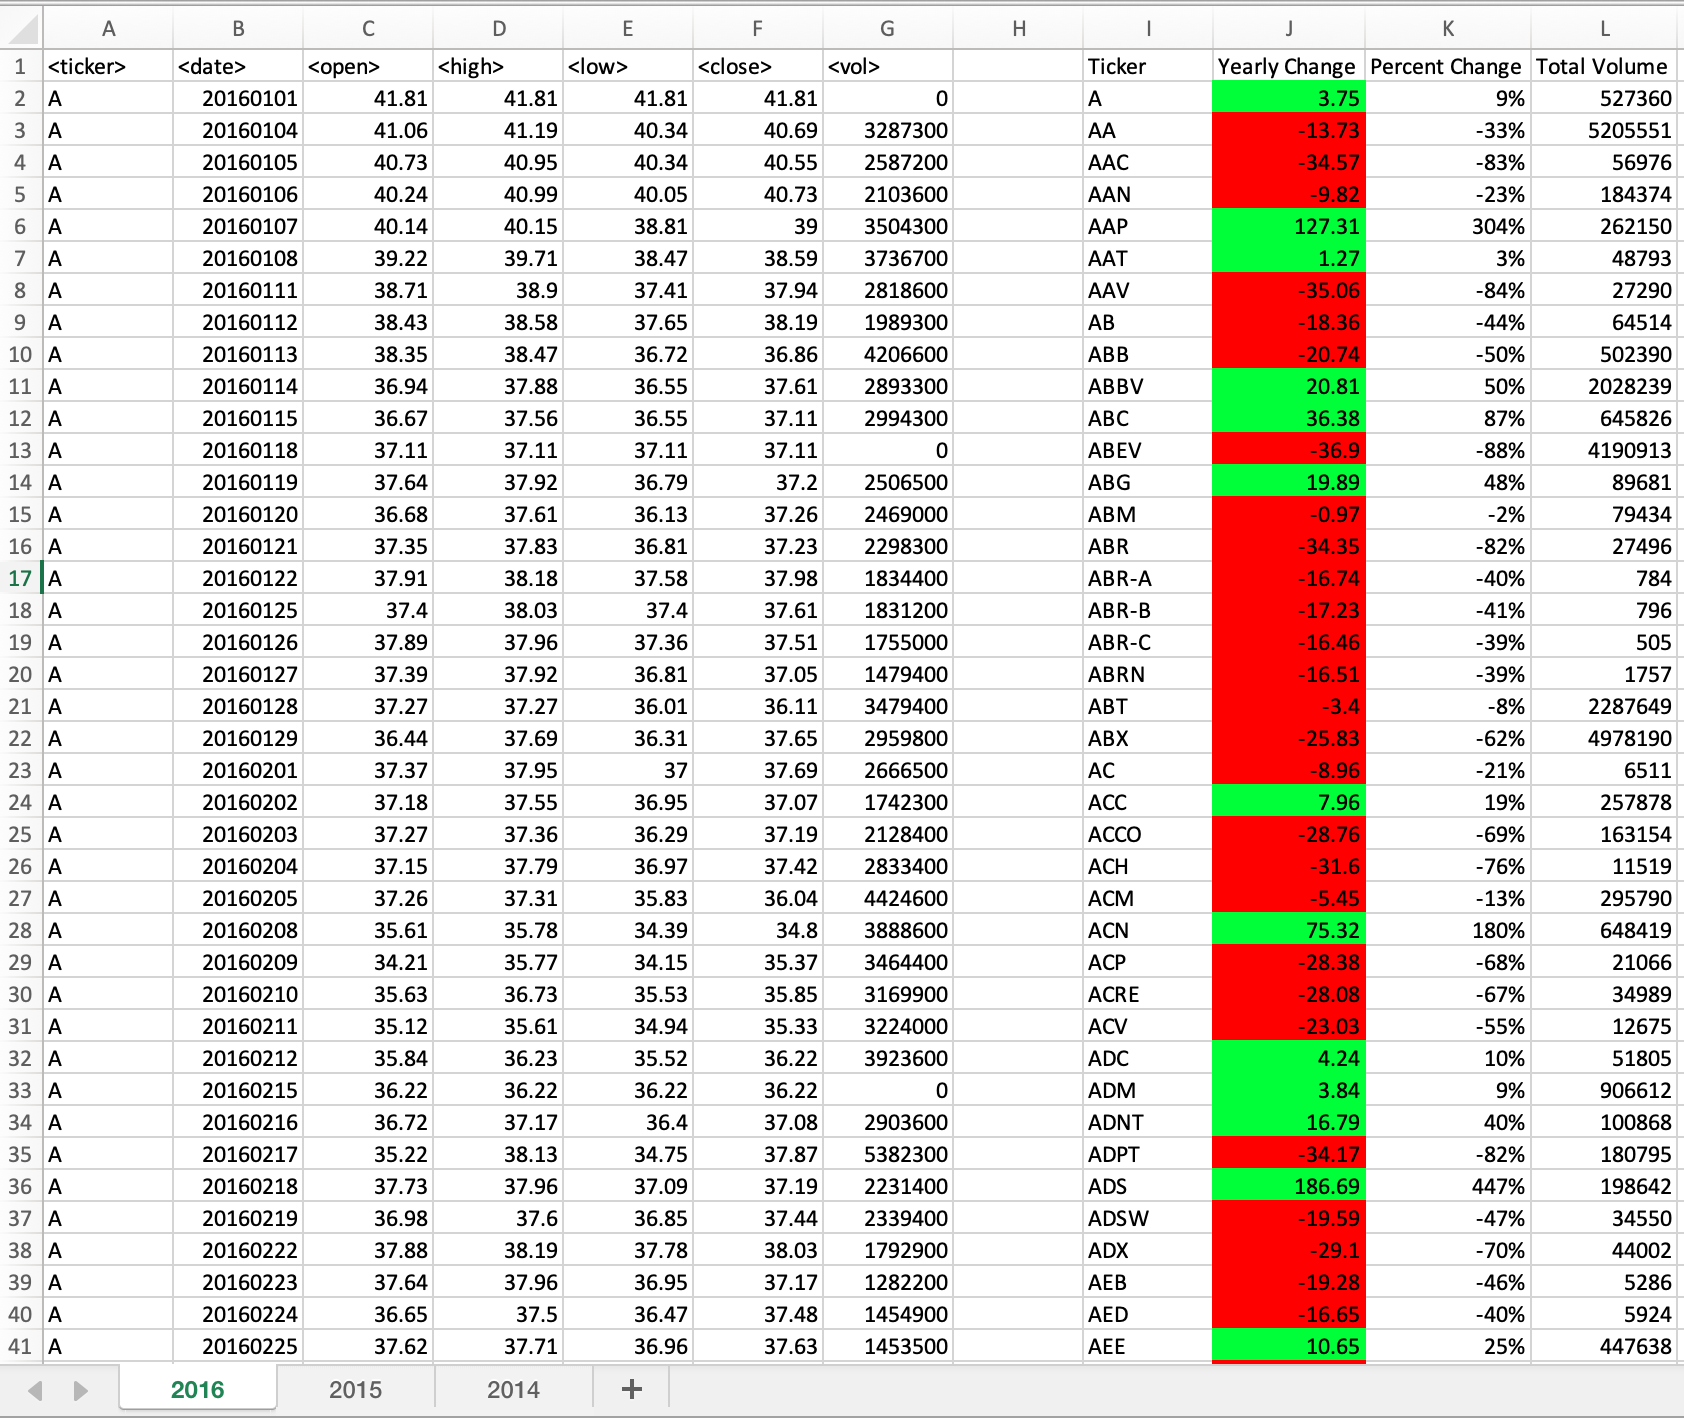 A B C D E F G H I J K L
1 <ticker> <date> <open> <high> <low> <close> <vol> Ticker Yearly Change Percent Change Total Volume
2 A 20160101 41.81 41.81 41.81 41.81 0 A 3.75 9% 527360
3 A 20160104 41.06 41.19 40.34 40.69 3287300 AA -13.73 -33% 5205551
4 A 20160105 40.73 40.95 40.34 40.55 2587200 AAC -34.57 -83% 56976
5 A 20160106 40.24 40.99 40.05 40.73 2103600 AAN -9.82 -23% 184374
6 A 20160107 40.14 40.15 38.81 39 3504300 AAP 127.31 304% 262150
7 A 20160108 39.22 39.71 38.47 38.59 3736700 AAT 1.27 3% 48793
8 A 20160111 38.71 38.9 37.41 37.94 2818600 AAV -35.06 -84% 27290
9 A 20160112 38.43 38.58 37.65 38.19 1989300 AB -18.36 -44% 64514
10 A 20160113 38.35 38.47 36.72 36.86 4206600 ABB -20.74 -50% 502390
11 A 20160114 36.94 37.88 36.55 37.61 2893300 ABBV 20.81 50% 2028239
12 A 20160115 36.67 37.56 36.55 37.11 2994300 ABC 36.38 87% 645826
13 A 20160118 37.11 37.11 37.11 37.11 0 ABEV -36.9 -88% 4190913
14 A 20160119 37.64 37.92 36.79 37.2 2506500 ABG 19.89 48% 89681
15 A 20160120 36.68 37.61 36.13 37.26 2469000 ABM -0.97 -2% 79434
16 A 20160121 37.35 37.83 36.81 37.23 2298300 ABR -34.35 -82% 27496
17 A 20160122 37.91 38.18 37.58 37.98 1834400 ABR-A -16.74 -40% 784
18 A 20160125 37.4 38.03 37.4 37.61 1831200 ABR-B -17.23 -41% 796
19 A 20160126 37.89 37.96 37.36 37.51 1755000 ABR-C -16.46 -39% 505
20 A 20160127 37.39 37.92 36.81 37.05 1479400 ABRN -16.51 -39% 1757
21 A 20160128 37.27 37.27 36.01 36.11 3479400 ABT -3.4 -8% 2287649
22 A 20160129 36.44 37.69 36.31 37.65 2959800 ABX -25.83 -62% 4978190
23 A 20160201 37.37 37.95 37 37.69 2666500 AC -8.96 -21% 6511
24 A 20160202 37.18 37.55 36.95 37.07 1742300 ACC 7.96 19% 257878
25 A 20160203 37.27 37.36 36.29 37.19 2128400 ACCO -28.76 -69% 163154
26 A 20160204 37.15 37.79 36.97 37.42 2833400 ACH -31.6 -76% 11519
27 A 20160205 37.26 37.31 35.83 36.04 4424600 ACM -5.45 -13% 295790
28 A 20160208 35.61 35.78 34.39 34.8 3888600 ACN 75.32 180% 648419
29 A 20160209 34.21 35.77 34.15 35.37 3464400 ACP -28.38 -68% 21066
30 A 20160210 35.63 36.73 35.53 35.85 3169900 ACRE -28.08 -67% 34989
31 A 20160211 35.12 35.61 34.94 35.33 3224000 ACV -23.03 -55% 12675
32 A 20160212 35.84 36.23 35.52 36.22 3923600 ADC 4.24 10% 51805
33 A 20160215 36.22 36.22 36.22 36.22 0 ADM 3.84 9% 906612
34 A 20160216 36.72 37.17 36.4 37.08 2903600 ADNT 16.79 40% 100868
35 A 20160217 35.22 38.13 34.75 37.87 5382300 ADPT -34.17 -82% 180795
36 A 20160218 37.73 37.96 37.09 37.19 2231400 ADS 186.69 447% 198642
37 A 20160219 36.98 37.6 36.85 37.44 2339400 ADSW -19.59 -47% 34550
38 A 20160222 37.88 38.19 37.78 38.03 1792900 ADX -29.1 -70% 44002
39 A 20160223 37.64 37.96 36.95 37.17 1282200 AEB -19.28 -46% 5286
40 A 20160224 36.65 37.5 36.47 37.48 1454900 AED -16.65 -40% 5924
41 A 20160225 37.62 37.71 36.96 37.63 1453500 AEE 10.65 25% 447638
2016 2015 2014 +